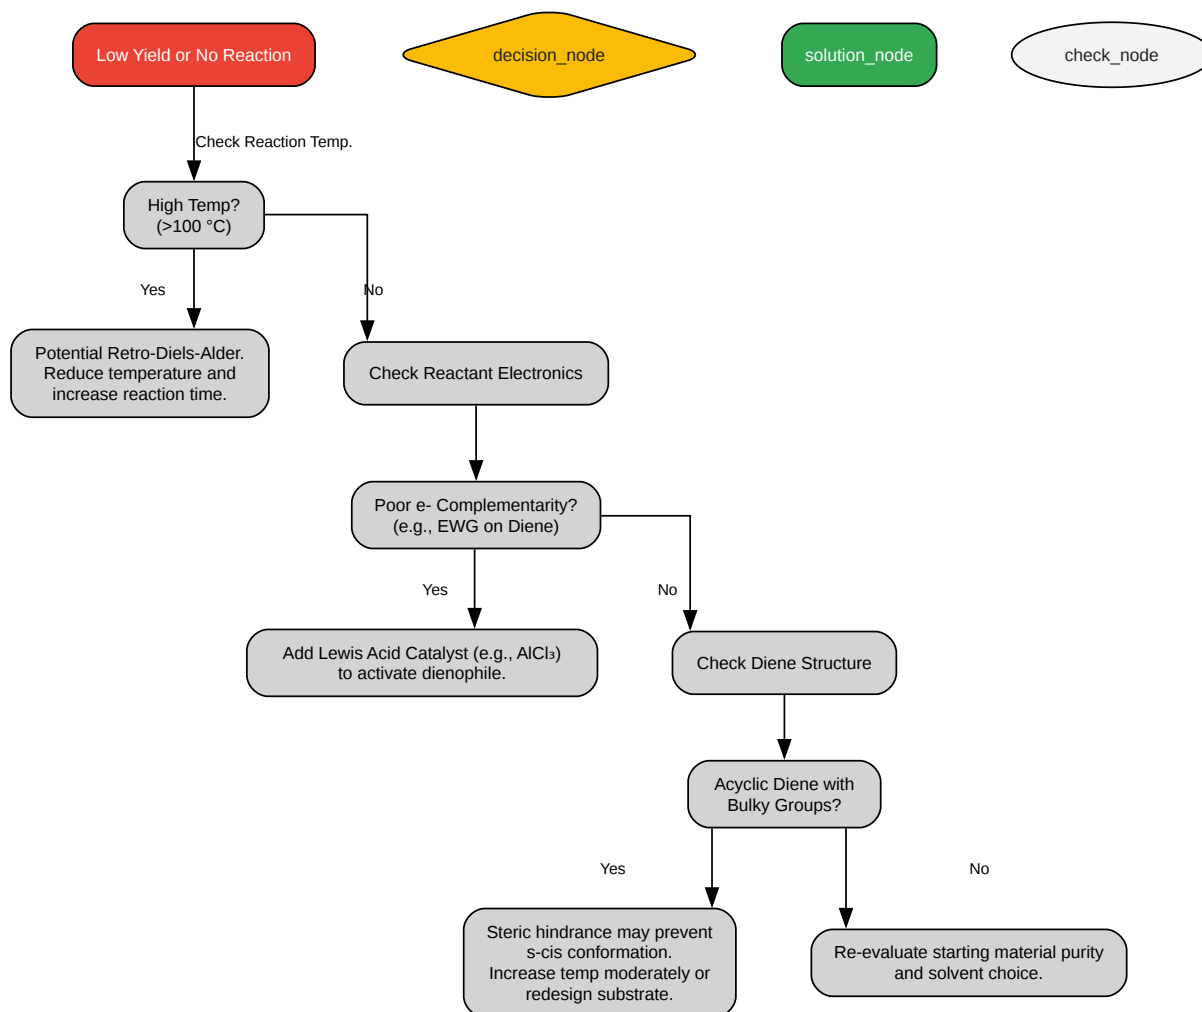 Low Yield or No Reaction
decision_node
solution_node
check_node
Check Reaction Temp.
High Temp?
(>100 °C)
Yes
No
Potential Retro-Diels-Alder.
Reduce temperature and
increase reaction time.
Check Reactant Electronics
Poor e- Complementarity?
(e.g., EWG on Diene)
Yes
No
Add Lewis Acid Catalyst (e.g., AlCl₃)
to activate dienophile.
Check Diene Structure
Acyclic Diene with
Bulky Groups?
Yes
No
Steric hindrance may prevent
s-cis conformation.
Increase temp moderately or
redesign substrate.
Re-evaluate starting material purity
and solvent choice.